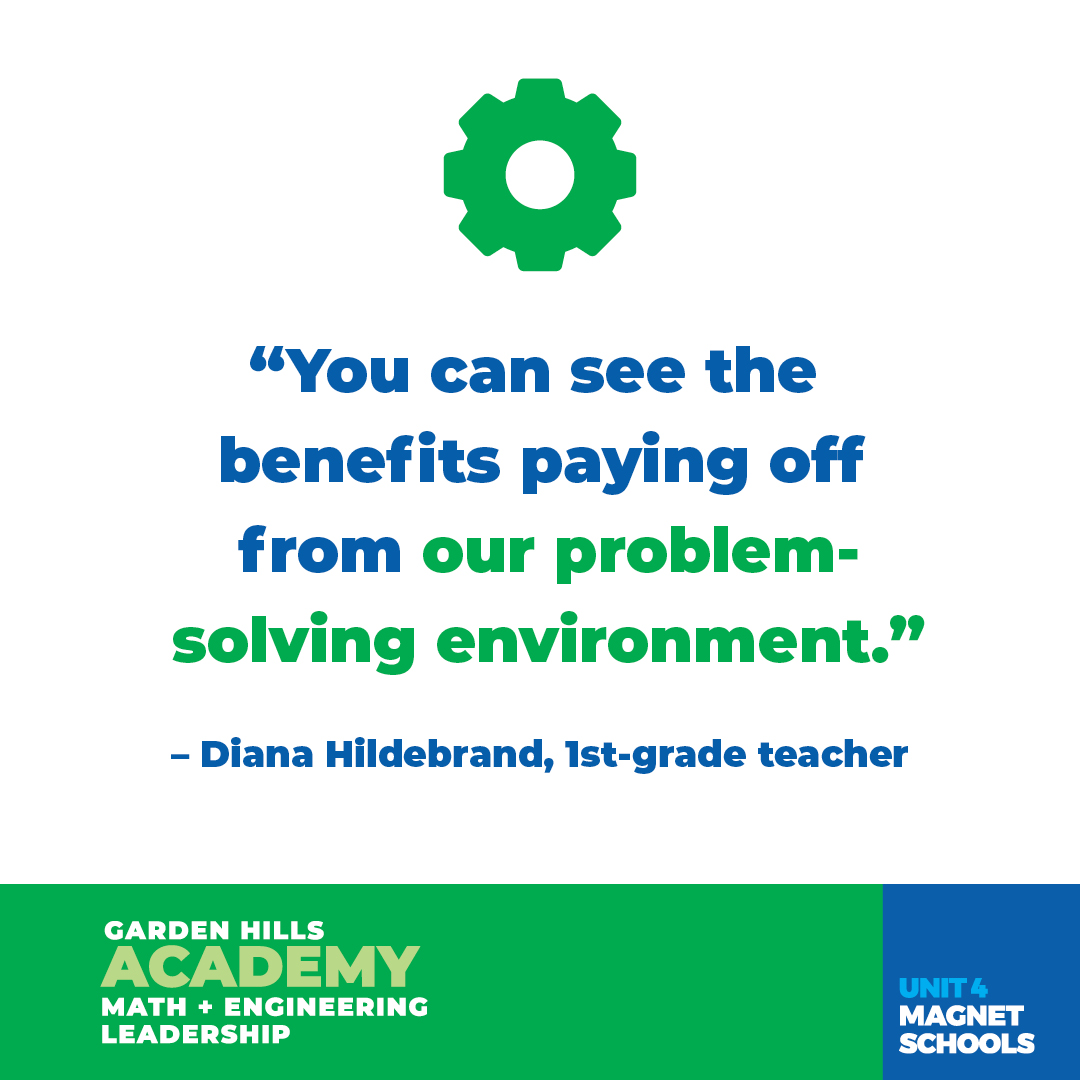 “You can see the
benefits paying off
from our problem-
solving environment.”
– Diana Hildebrand, 1st-grade teacher
GARDEN HILLS
ACADEMY
MATH + ENGINEERING
LEADERSHIP
UNIT 4
MAGNET
SCHOOLS